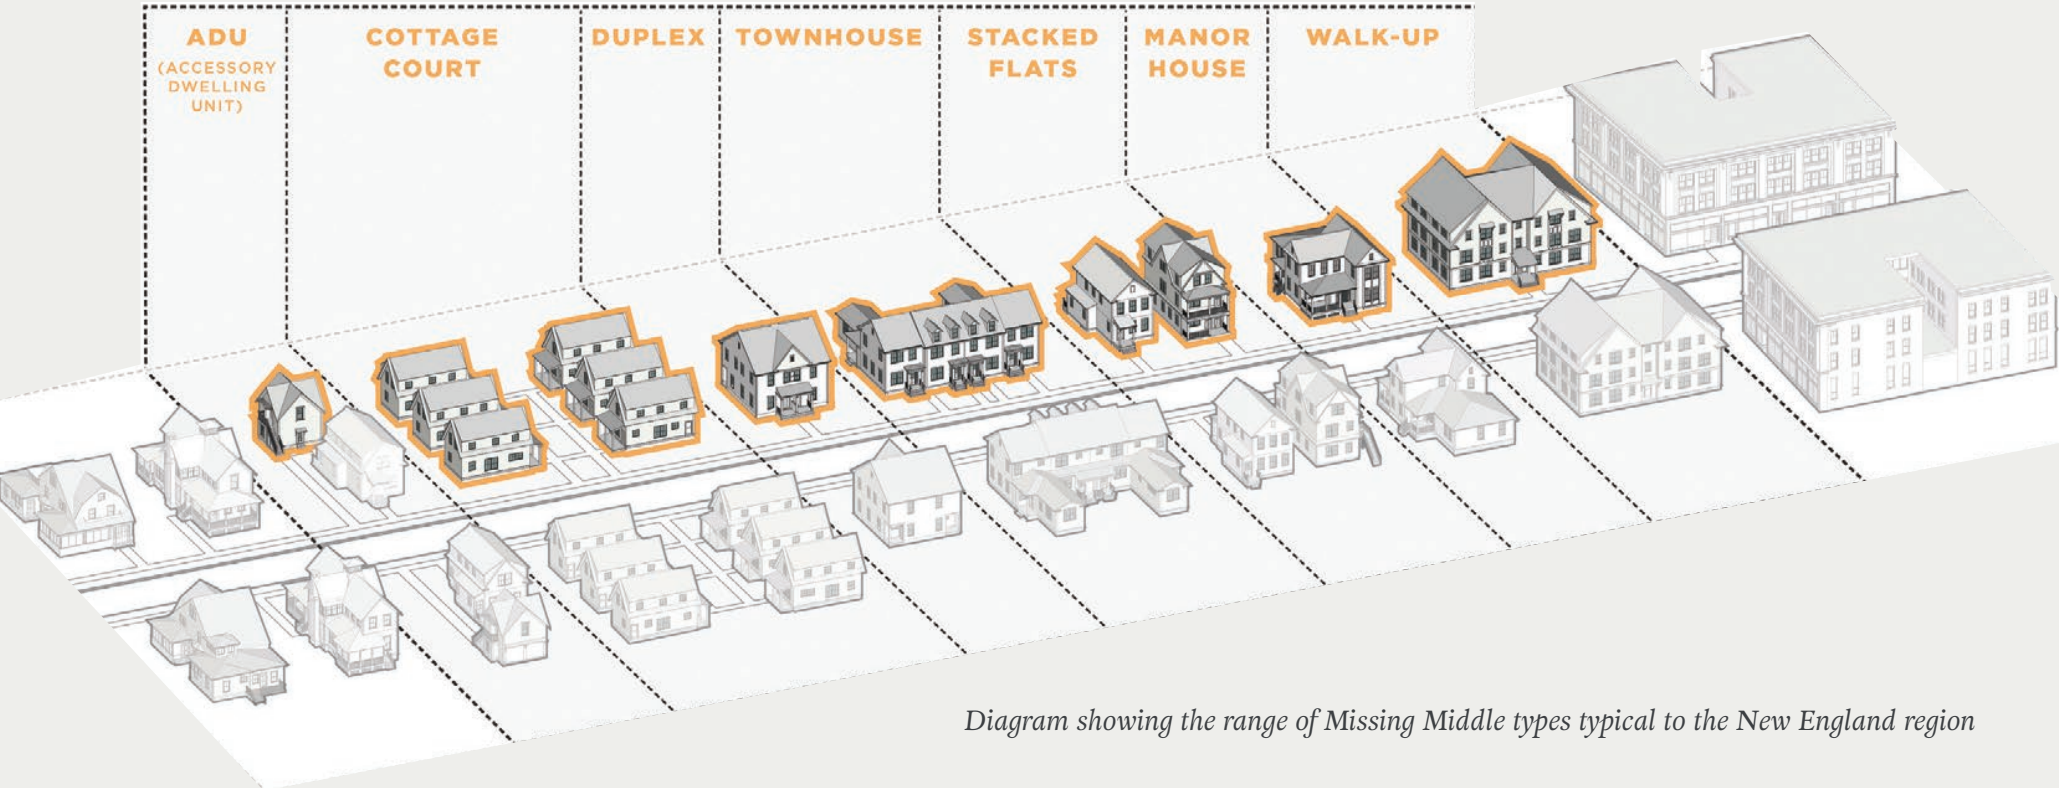 ADU
(ACCESSORY
DWELLING
UNIT)
COTTAGE
COURT
DUPLEX
TOWNHOUSE
STACKED
FLATS
MANOR
HOUSE
WALK-UP
Diagram showing the range of Missing Middle types typical to the New England region